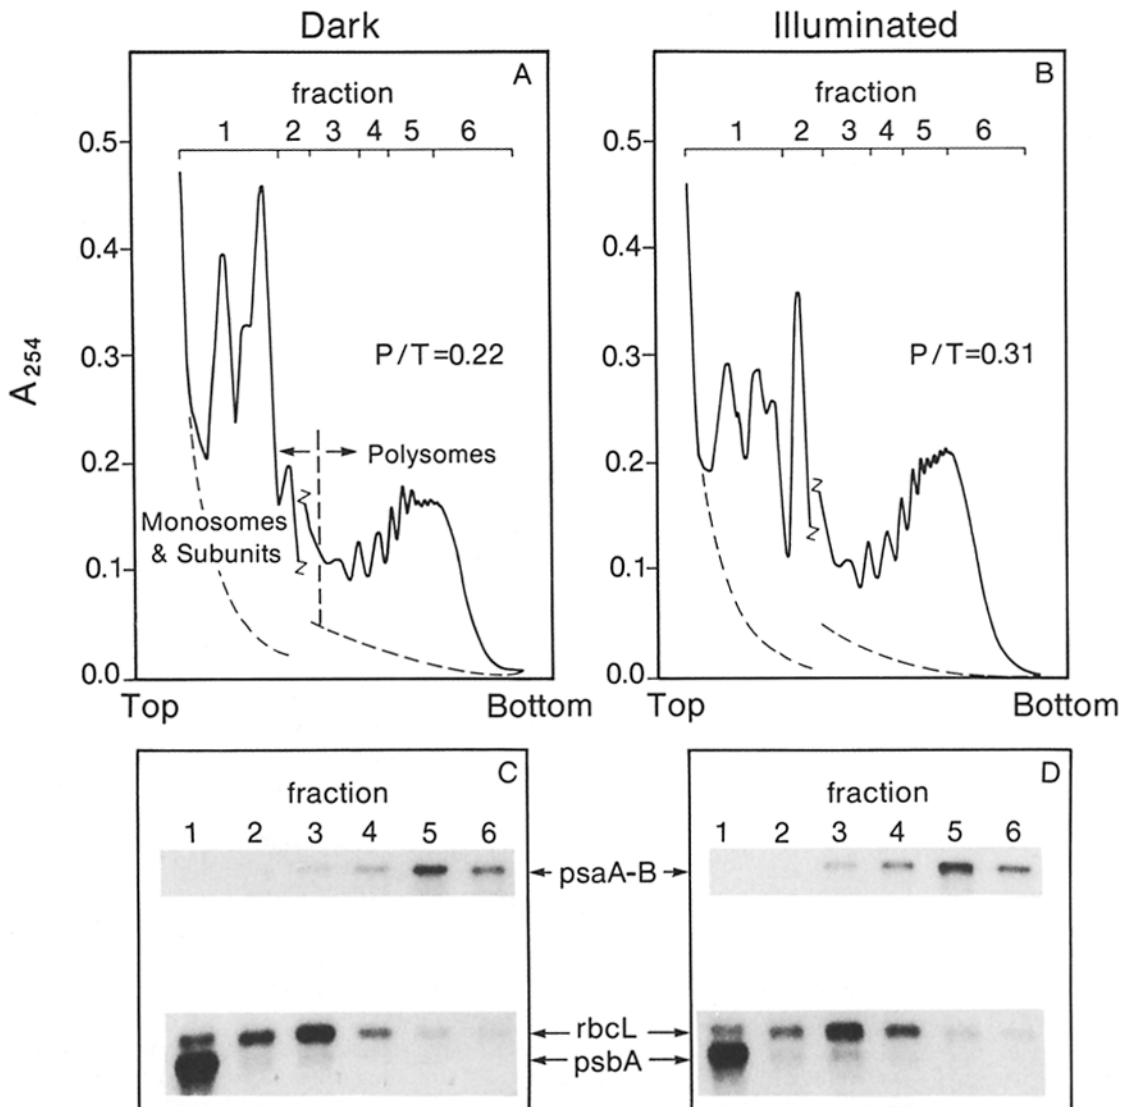 Dark
Illuminated
A
fraction
1 2 3 4 5 6
0.5
0.4
0.3
0.2
0.1
0.0
A254
P/T=0.22
Polysomes
Monosomes
& Subunits
Z
Z
Top
Bottom
B
fraction
1 2 3 4 5 6
0.5
0.4
0.3
0.2
0.1
0.0
P/T=0.31
Z
Z
Top
Bottom
C
fraction
1 2 3 4 5 6
D
fraction
1 2 3 4 5 6
psaA-B
rbcL
psbA